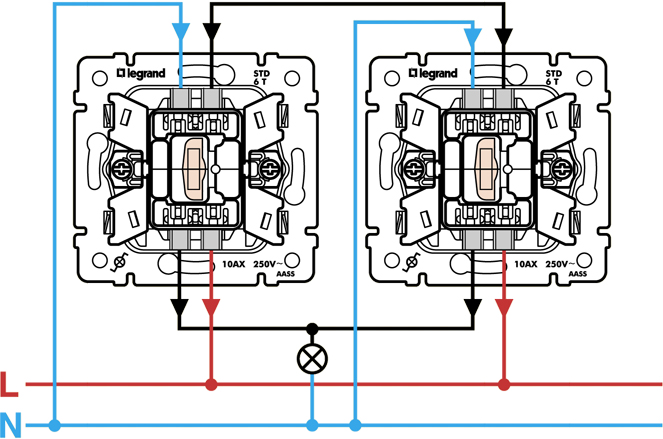 legrand
STD
6 T
legrand
STD
6 T
10AX 250V~
AASS
10AX 250V~
AASS
L
N